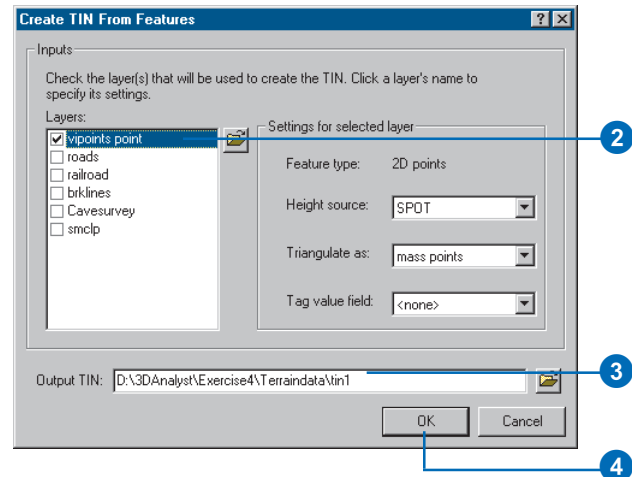 Create TIN From Features
Inputs
Check the layer(s) that will be used to create the TIN. Click a layer's name to
specify its settings.
Layers:
vipoints point
roads
railroad
brklines
Cavesurvey
smclp
Settings for selected layer
Feature type: 2D points
Height source: SPOT
Triangulate as: mass points
Tag value field: <none>
2
Output TIN: D:\3DAnalyst\Exercise4\Terraindata\tin1
3
OK Cancel
4